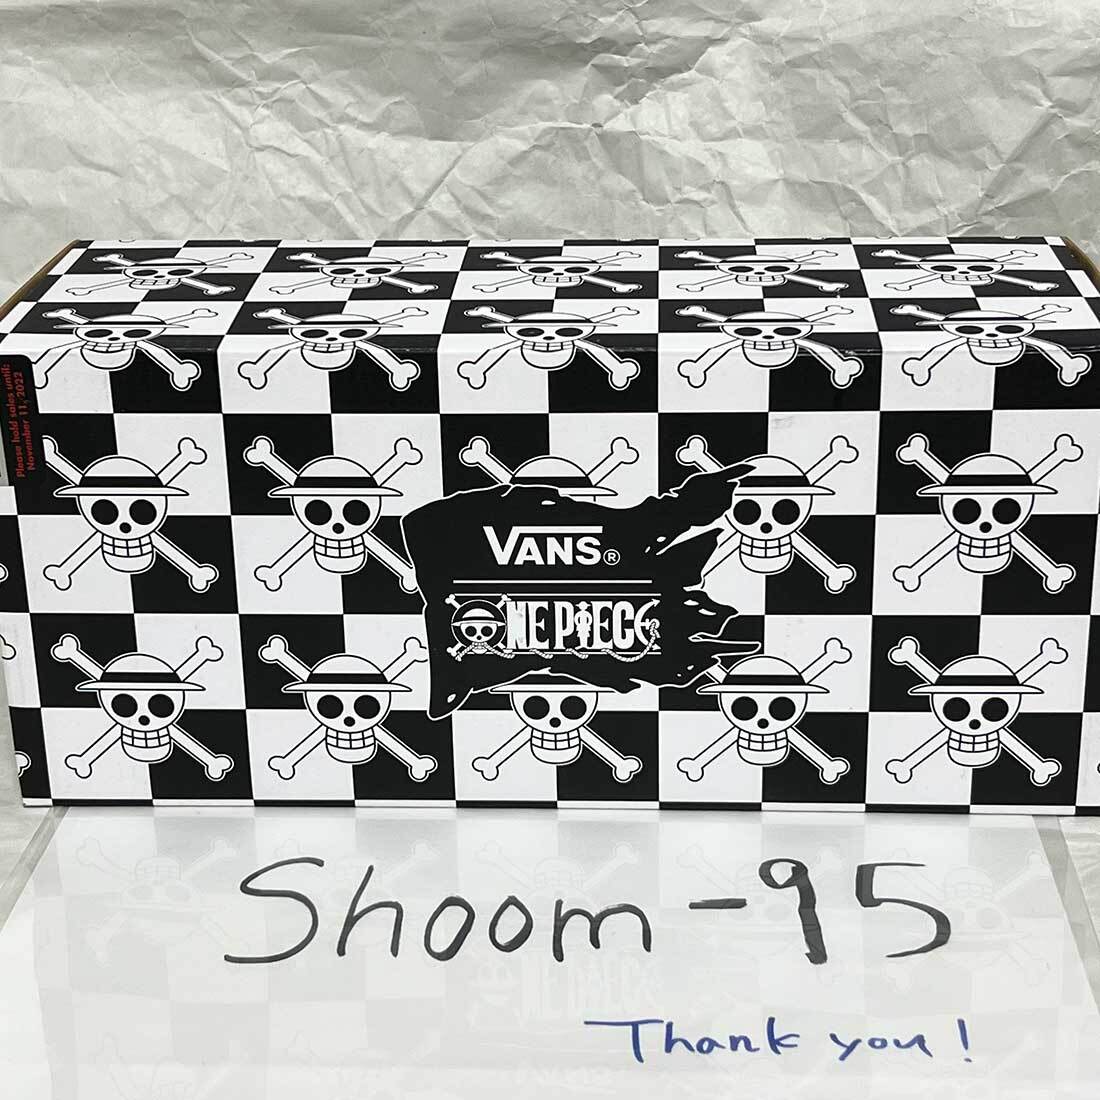 Please hold sales until:
November 11, 2022
VANS®
ONE PIECE
Shoom-95
Thank you!